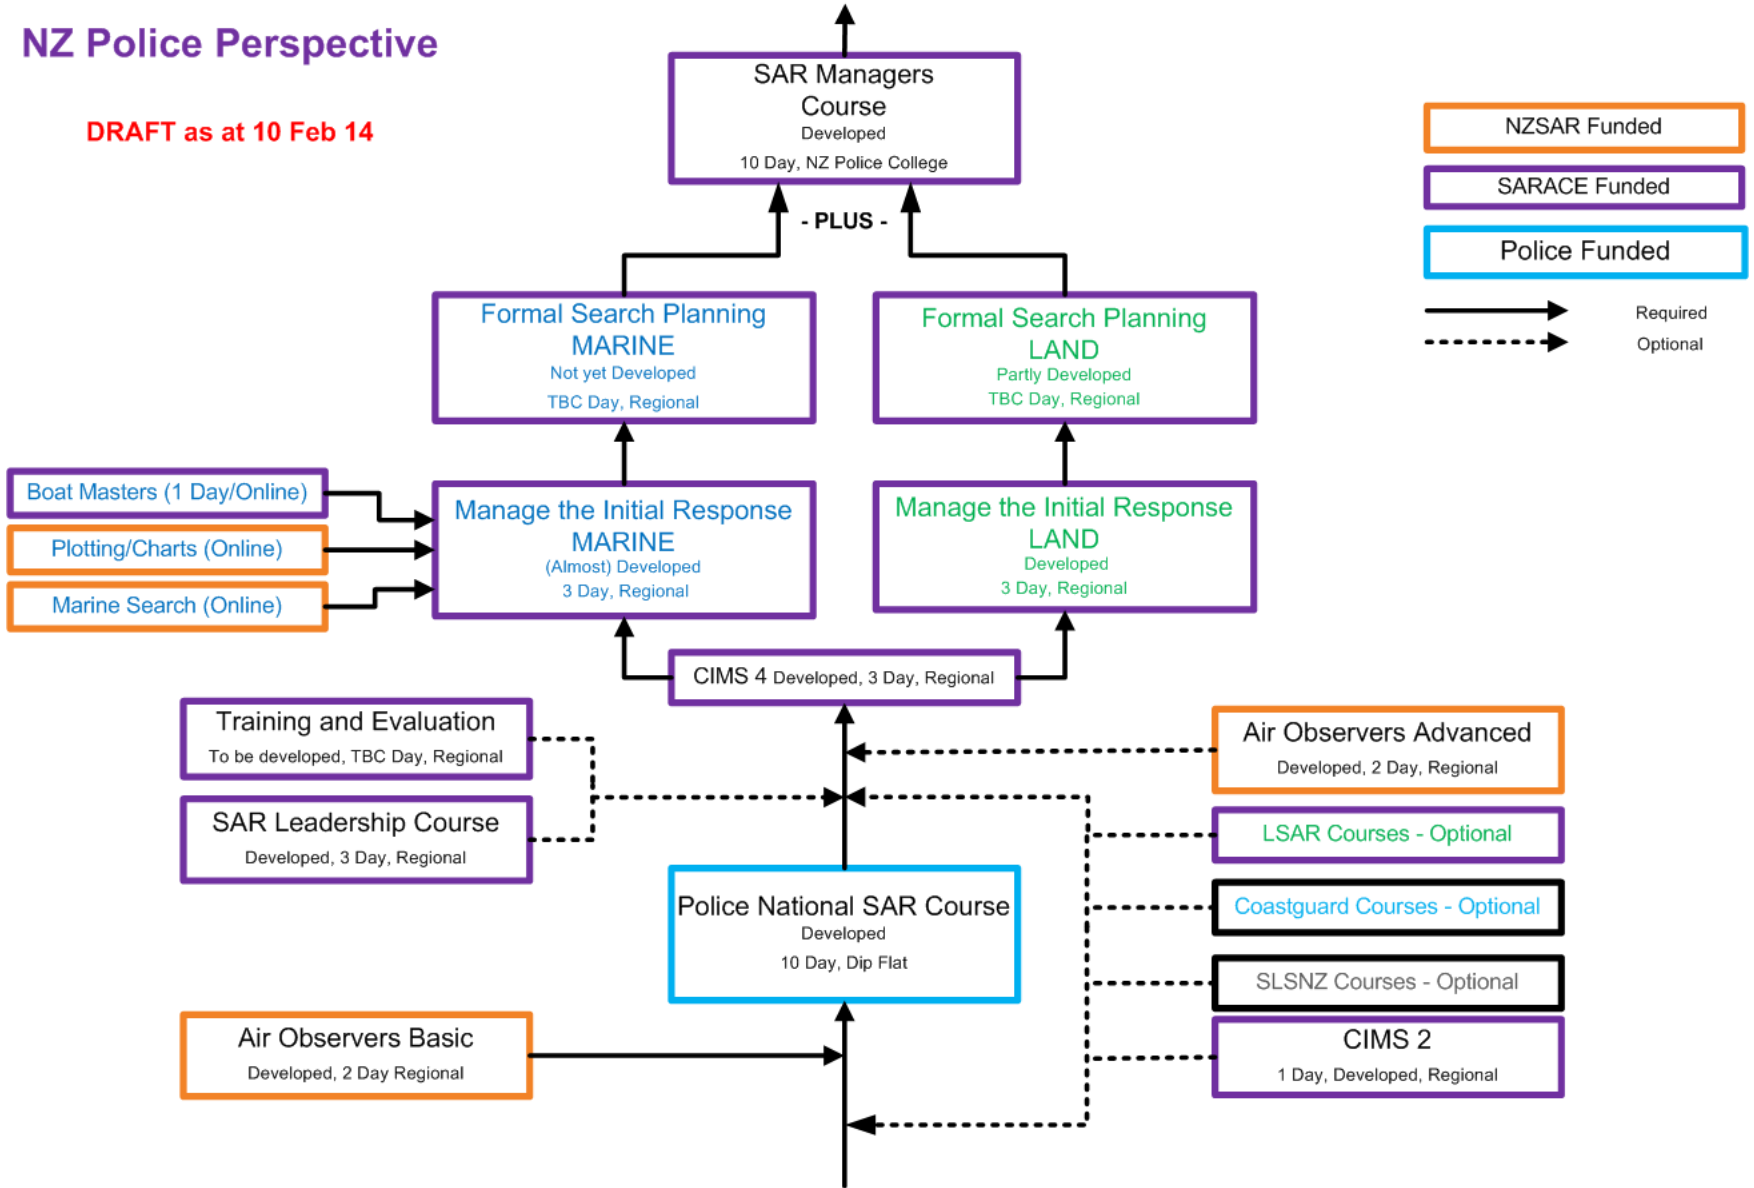 NZ Police Perspective
DRAFT as at 10 Feb 14
SAR Managers
Course
Developed
10 Day, NZ Police College
- PLUS -
NZSAR Funded
SARACE Funded
Police Funded
Required
Optional
Formal Search Planning
MARINE
Not yet Developed
TBC Day, Regional
Formal Search Planning
LAND
Partly Developed
TBC Day, Regional
Boat Masters (1 Day/Online)
Plotting/Charts (Online)
Marine Search (Online)
Manage the Initial Response
MARINE
(Almost) Developed
3 Day, Regional
Manage the Initial Response
LAND
Developed
3 Day, Regional
CIMS 4 Developed, 3 Day, Regional
Training and Evaluation
To be developed, TBC Day, Regional
SAR Leadership Course
Developed, 3 Day, Regional
Air Observers Advanced
Developed, 2 Day, Regional
LSAR Courses - Optional
Coastguard Courses - Optional
SLSNZ Courses - Optional
CIMS 2
1 Day, Developed, Regional
Police National SAR Course
Developed
10 Day, Dip Flat
Air Observers Basic
Developed, 2 Day Regional